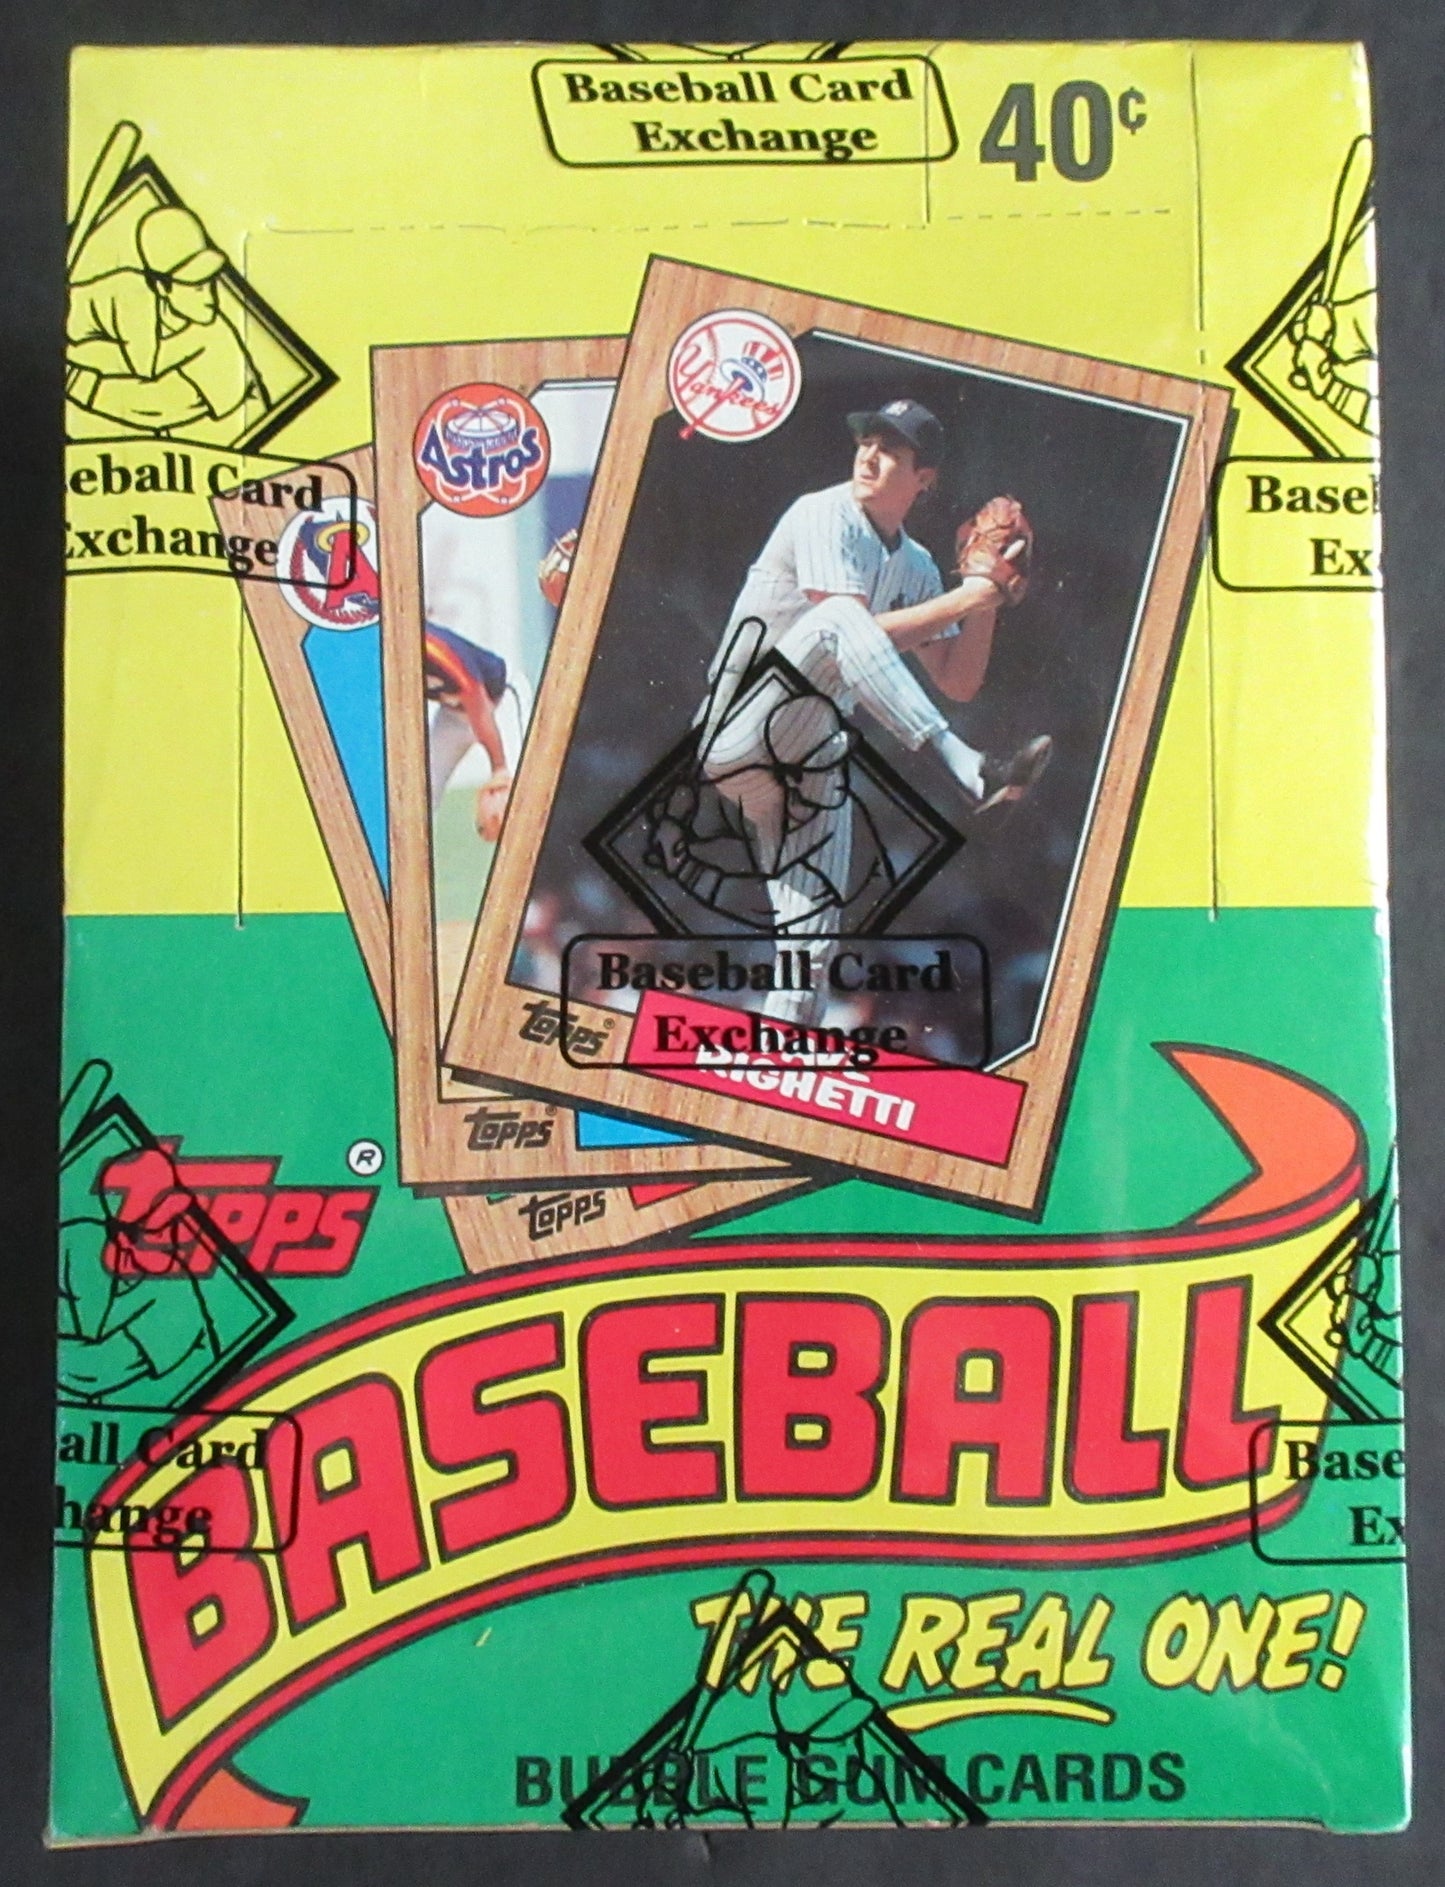 Baseball Card
Exchange
40¢
Yankees
Astros
A
eball Card
Exchange
Basel
Ex
Baseball Card
Exchange
topps®
RIGHETTI
topps®
topps
topps®
BASEBALL
all Card
hange
Base
Ex
THE REAL ONE!
BUBBLE GUM CARDS